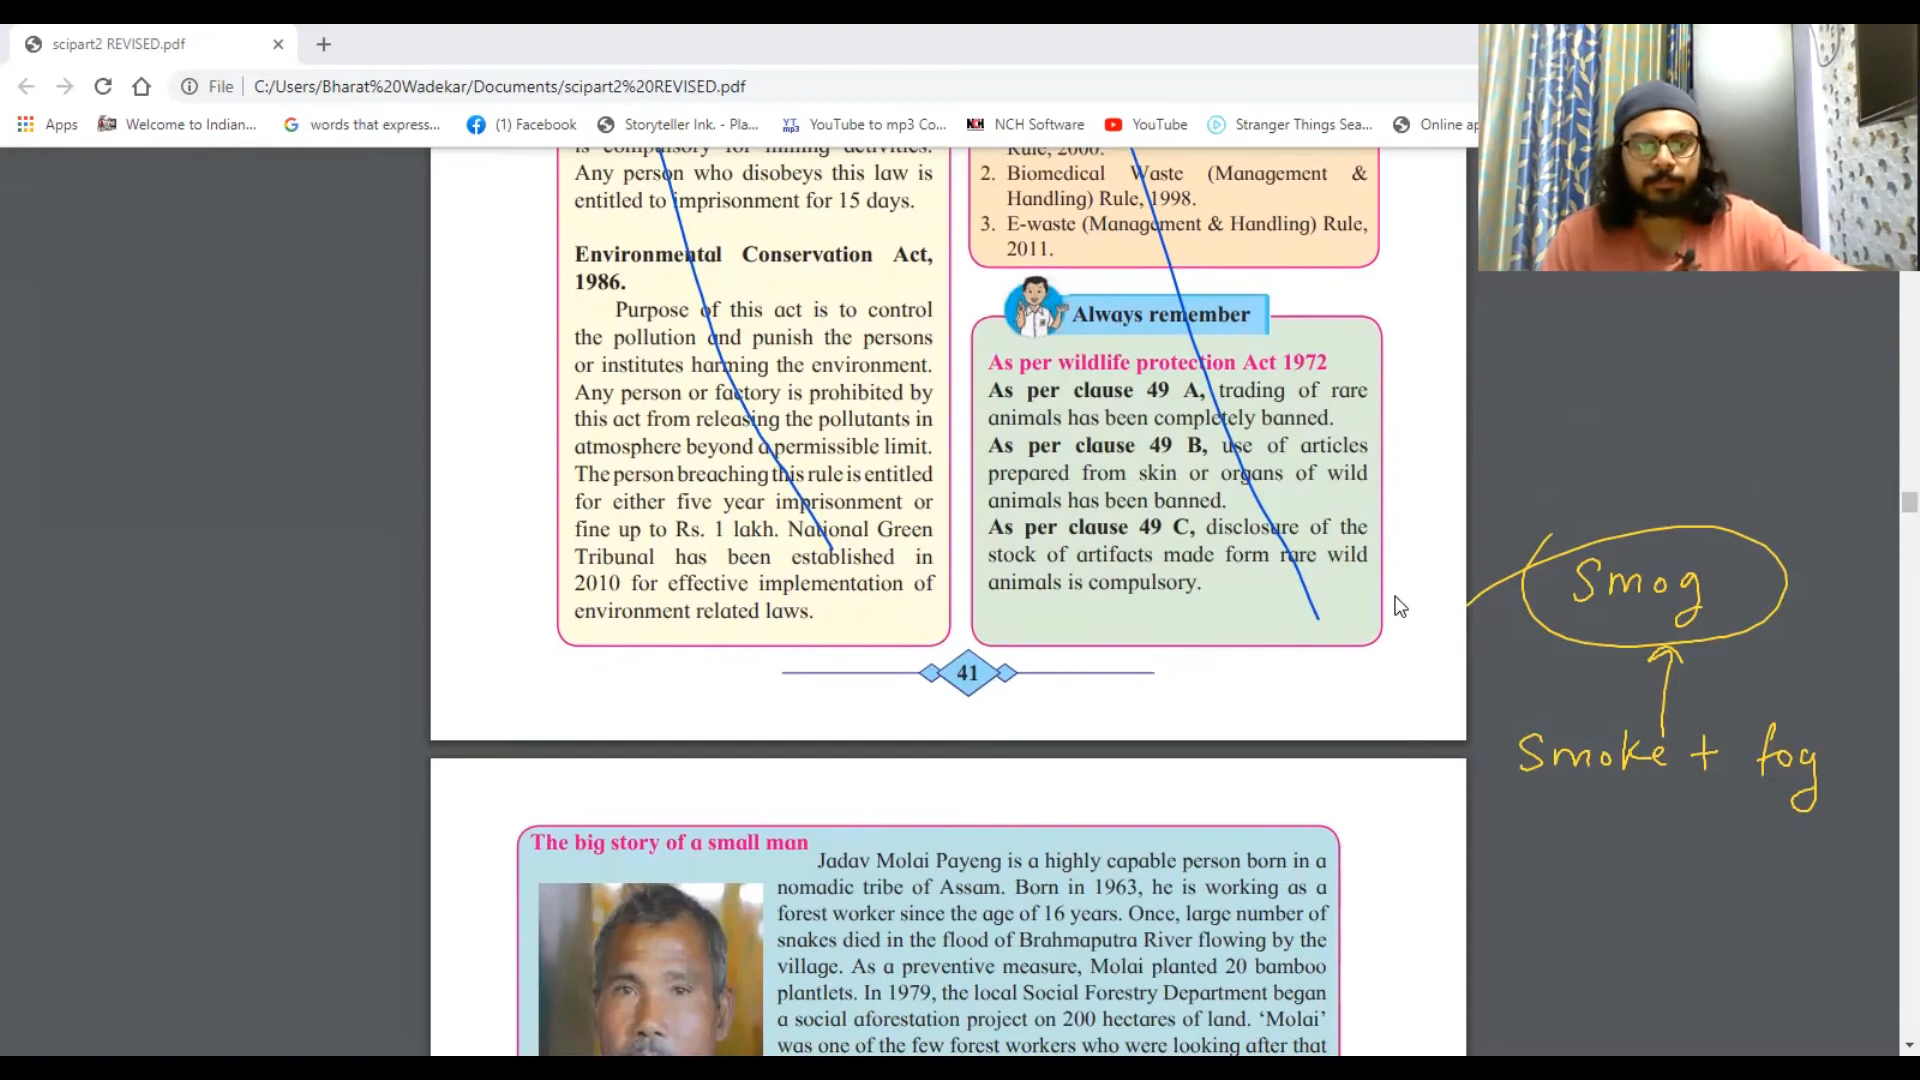 scipart2 REVISED.pdf
File C:/Users/Bharat%20Wadekar/Documents/scipart2%20REVISED.pdf
Apps Welcome to Indian... words that express... (1) Facebook Storyteller Ink. - Pla... YouTube to mp3 Co... NCH Software YouTube Stranger Things Sea... Online ap
is compulsory for mining activities.
Any person who disobeys this law is
entitled to imprisonment for 15 days.
Environmental Conservation Act,
1986.
Purpose of this act is to control
the pollution and punish the persons
or institutes harming the environment.
Any person or factory is prohibited by
this act from releasing the pollutants in
atmosphere beyond a permissible limit.
The person breaching this rule is entitled
for either five year imprisonment or
fine up to Rs. 1 lakh. National Green
Tribunal has been established in
2010 for effective implementation of
environment related laws.
Rule, 2000.
2. Biomedical Waste (Management &
Handling) Rule, 1998.
3. E-waste (Management & Handling) Rule,
2011.
Always remember
As per wildlife protection Act 1972
As per clause 49 A, trading of rare
animals has been completely banned.
As per clause 49 B, use of articles
prepared from skin or organs of wild
animals has been banned.
As per clause 49 C, disclosure of the
stock of artifacts made form rare wild
animals is compulsory.
41
Smog
Smoke + fog
The big story of a small man
Jadav Molai Payeng is a highly capable person born in a
nomadic tribe of Assam. Born in 1963, he is working as a
forest worker since the age of 16 years. Once, large number of
snakes died in the flood of Brahmaputra River flowing by the
village. As a preventive measure, Molai planted 20 bamboo
plantlets. In 1979, the local Social Forestry Department began
a social aforestation project on 200 hectares of land. ‘Molai’
was one of the few forest workers who were looking after that